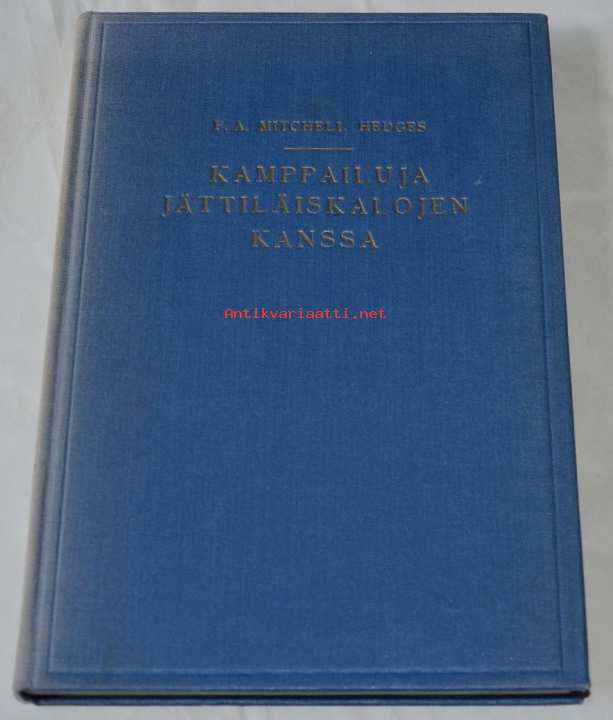 F. A. MITCHELL HEDGES
KAMPPAILUJA
JÄTTILÄISKALOJEN
KANSSA
Antikvariaatti.net